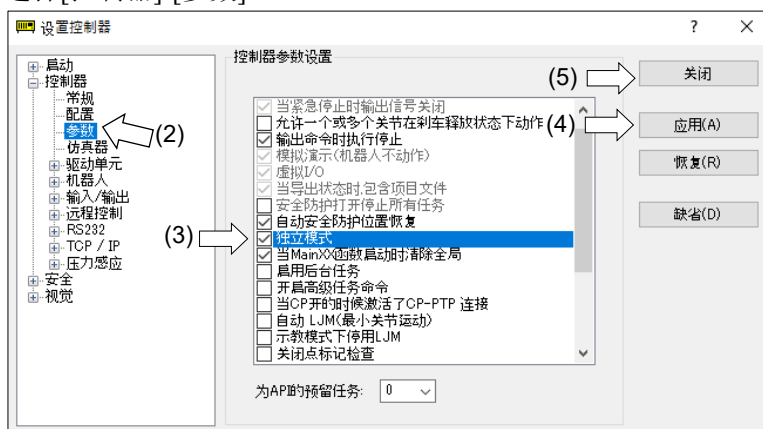 设置控制器
? ×
启动
控制器
常规
配置
参数
仿真器
驱动单元
机器人
输入/输出
远程控制
RS232
TCP / IP
压力感应
安全
视觉
(2)
控制器参数设置
当紧急停止时输出信号关闭
允许一个或多个关节在刹车释放状态下动作
输出命令时执行停止
模拟演示(机器人不动作)
虚拟I/O
当导出状态时,包含项目文件
安全防护打开停止所有任务
自动安全防护位置恢复
(3)
独立模式
当MainXX函数启动时清除全局
启用后台任务
开启高级任务命令
当CP开的时候激活了CP-PTP 连接
自动 LJM(最小关节运动)
示教模式下停用LJM
关闭点标记检查
为API的预留任务: 0
(5)
关闭
(4)
应用(A)
恢复(R)
缺省(D)